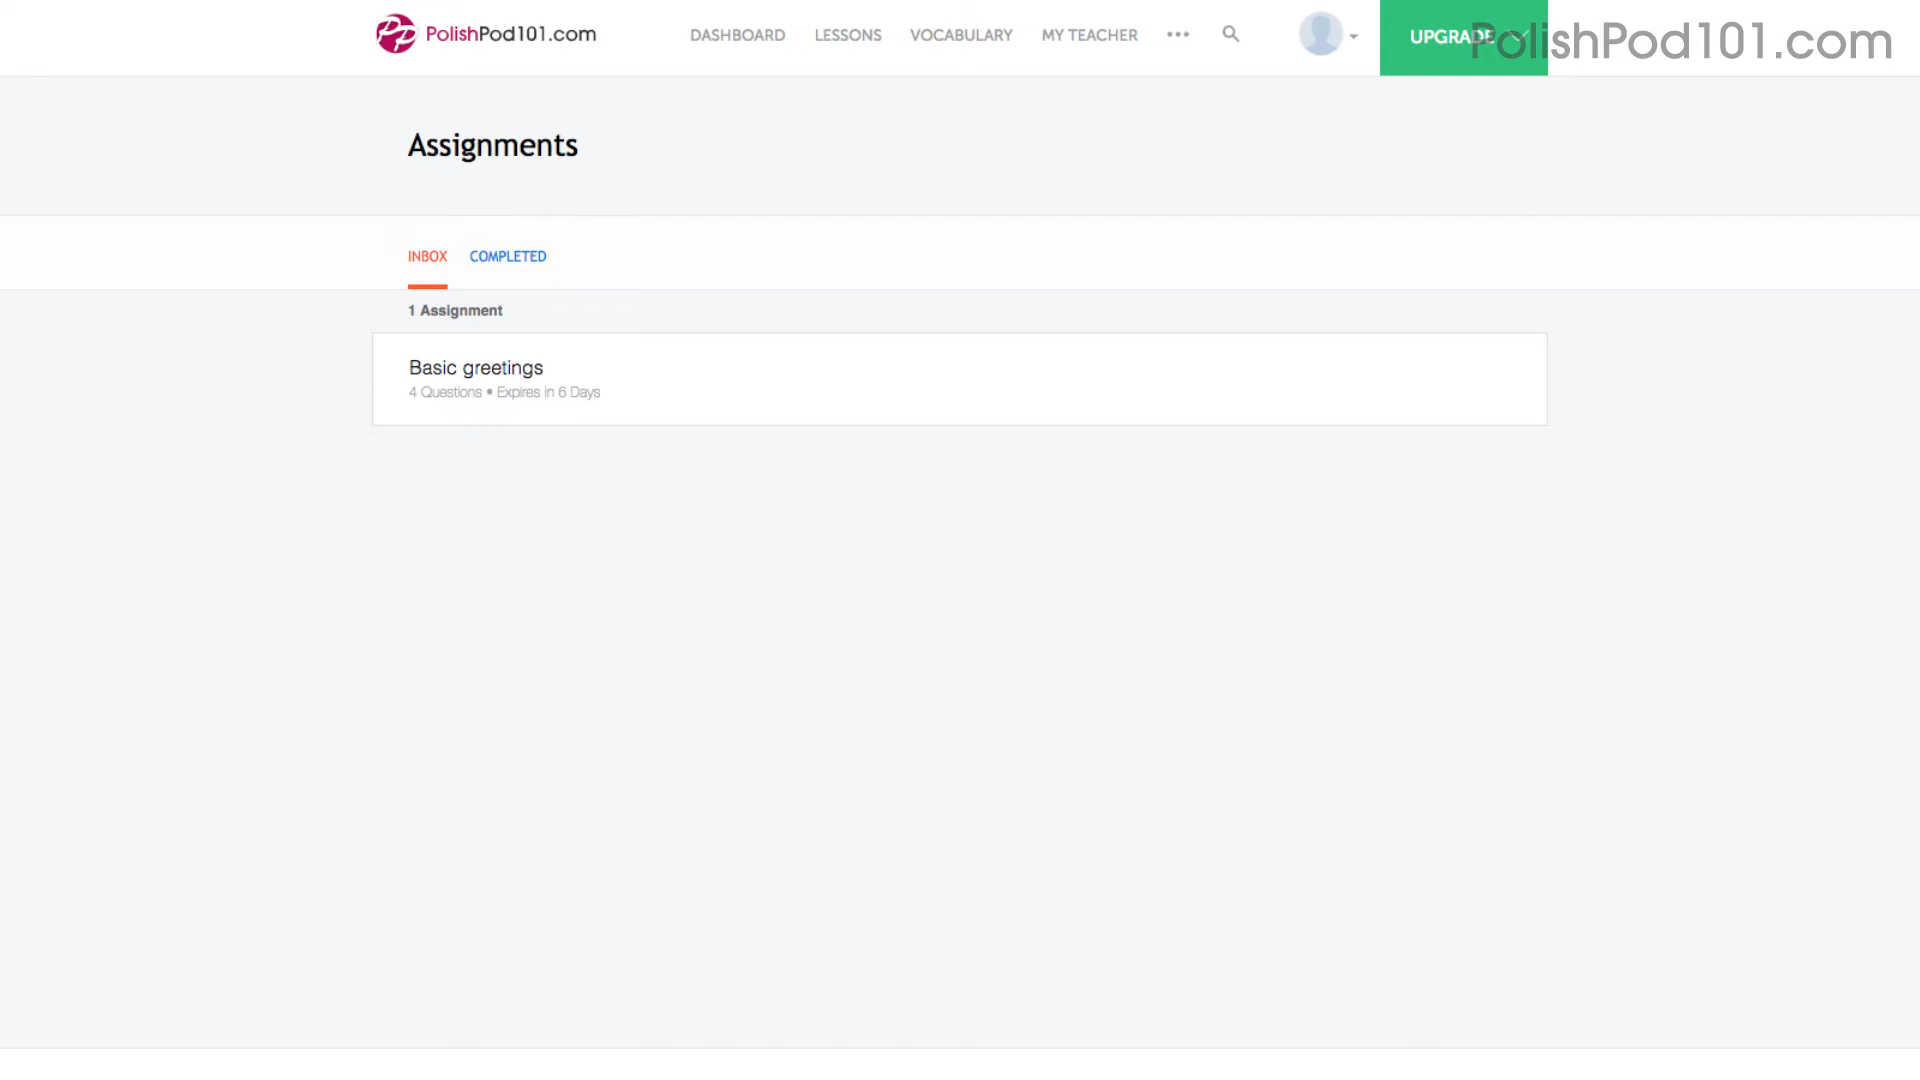 PolishPod101.com
DASHBOARD LESSONS VOCABULARY MY TEACHER UPGRADE
PolishPod101.com
Assignments
INBOX COMPLETED
1 Assignment
Basic greetings
4 Questions • Expires in 6 Days